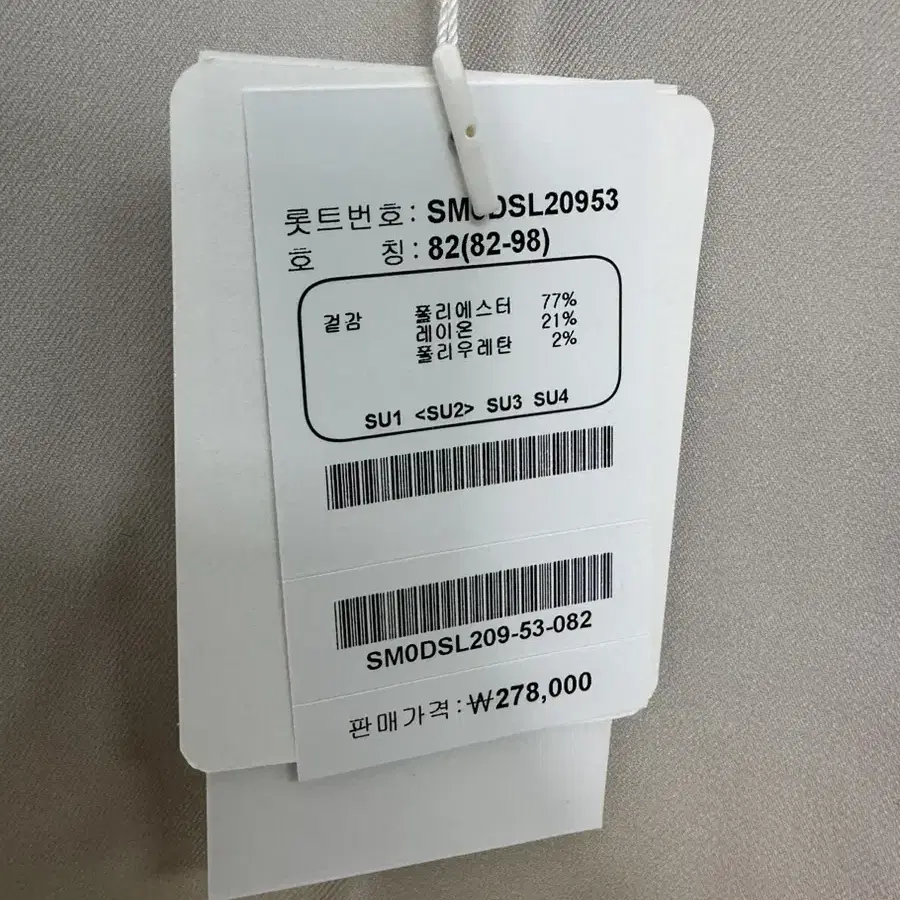 롯트번호: SM0DSL20953
호 칭: 82(82-98)
겉감 폴리에스터 77%
레이온 21%
폴리우레탄 2%
SU1 <SU2> SU3 SU4
SM0DSL209-53-082
판매가격:₩278,000